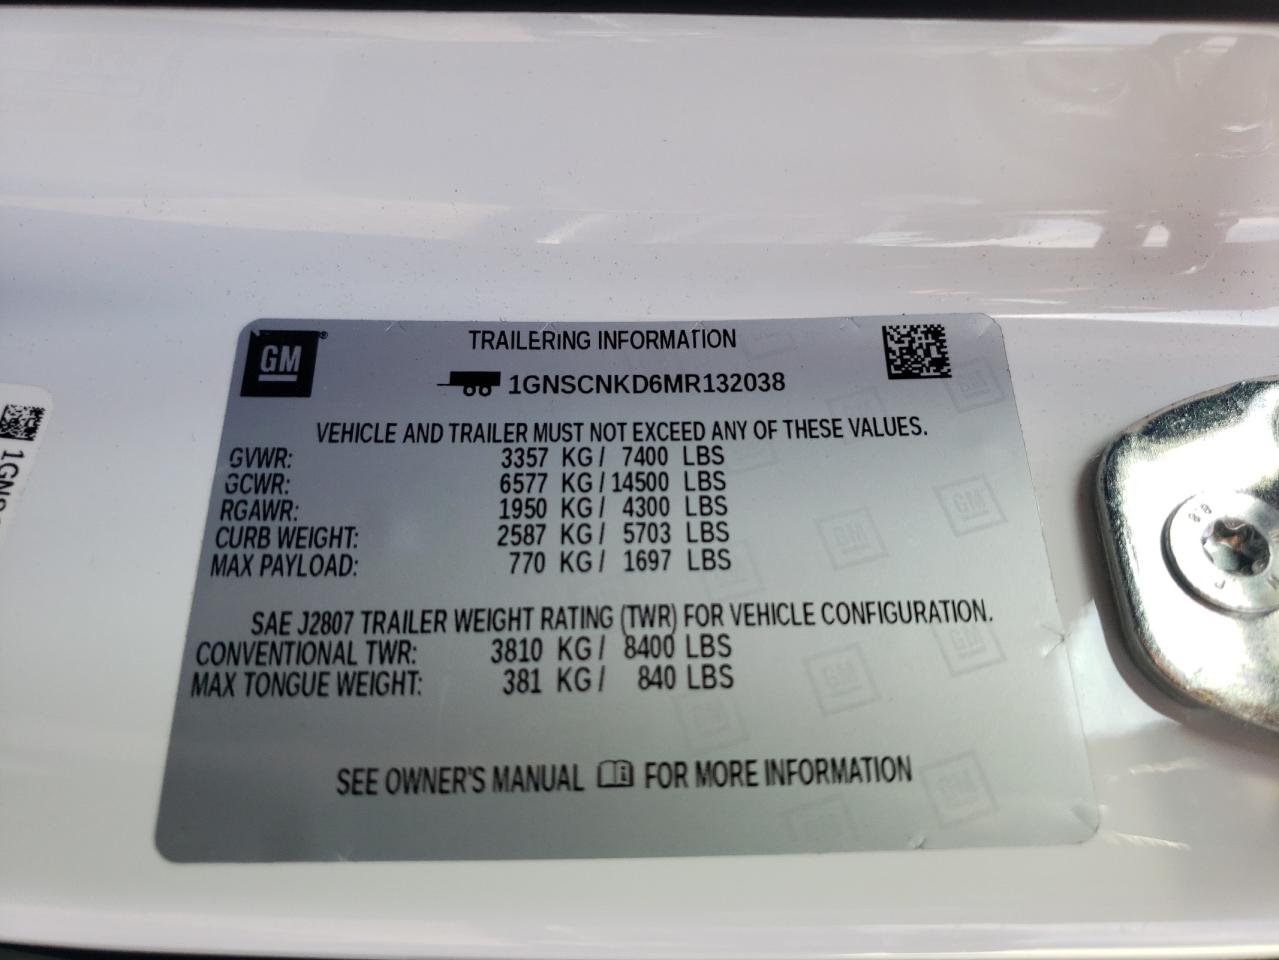 GM
TRAILERING INFORMATION
1GNSCNKD6MR132038
VEHICLE AND TRAILER MUST NOT EXCEED ANY OF THESE VALUES.
GVWR: 3357 KG/ 7400 LBS
GCWR: 6577 KG/14500 LBS
RGAWR: 1950 KG/ 4300 LBS
CURB WEIGHT: 2587 KG/ 5703 LBS
MAX PAYLOAD: 770 KG/ 1697 LBS
SAE J2807 TRAILER WEIGHT RATING (TWR) FOR VEHICLE CONFIGURATION.
CONVENTIONAL TWR: 3810 KG/ 8400 LBS
MAX TONGUE WEIGHT: 381 KG/ 840 LBS
SEE OWNER'S MANUAL FOR MORE INFORMATION